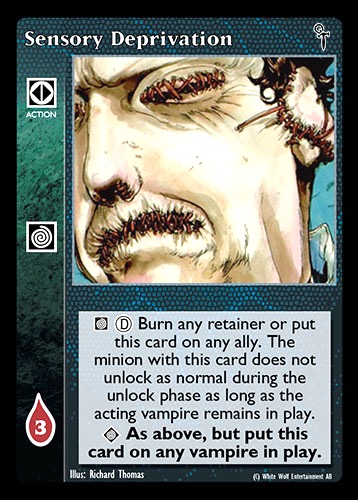 Sensory Deprivation
ACTION
D Burn any retainer or put
this card on any ally. The
minion with this card does not
unlock as normal during the
unlock phase as long as the
acting vampire remains in play.
As above, but put this
card on any vampire in play.
3
Illus: Richard Thomas (C) White Wolf Entertainment AB